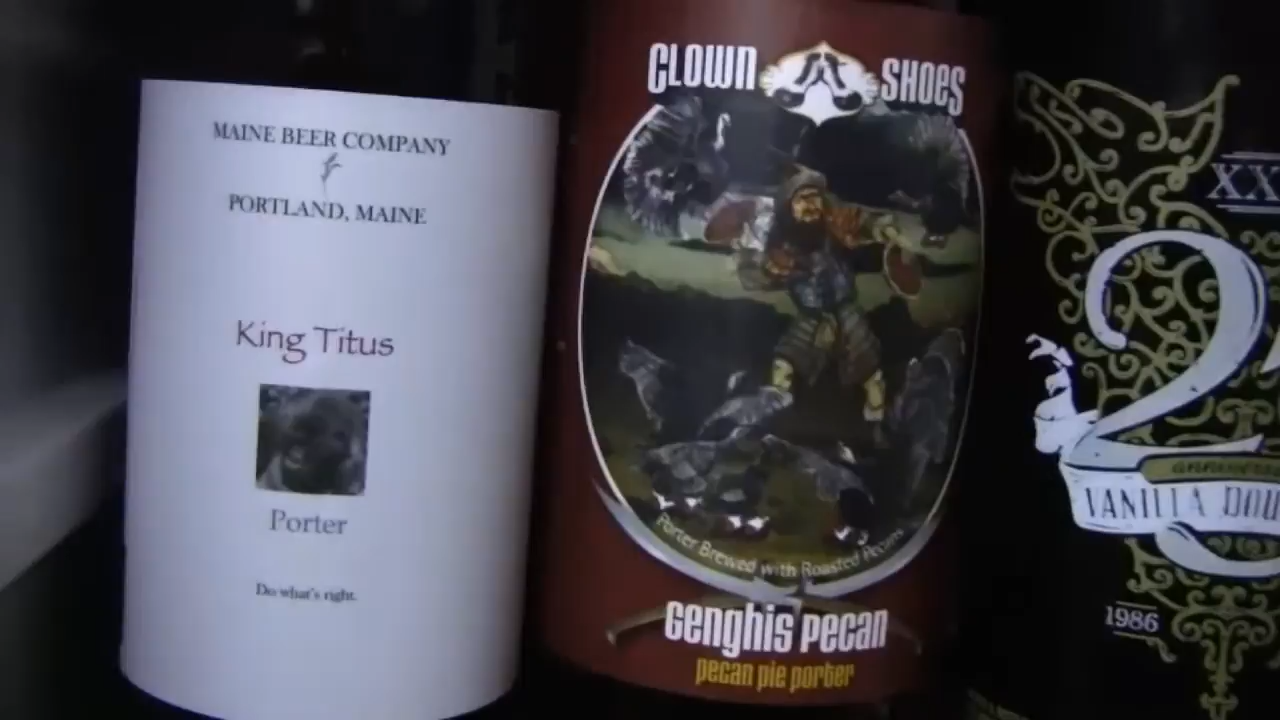 MAINE BEER COMPANY
PORTLAND, MAINE
King Titus
Porter
Do what's right.
CLOWN SHOES
Porter Brewed with Roasted Pecans
Genghis Pecan
pecan pie porter
XX
2
VANILLA
1986